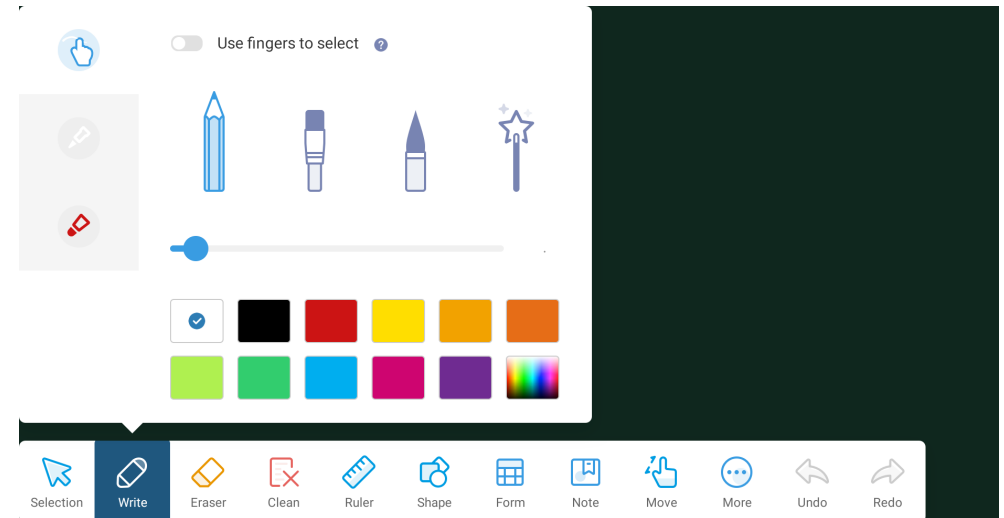 Use fingers to select ?
Selection Write Eraser Clean Ruler Shape Form Note Move More Undo Redo